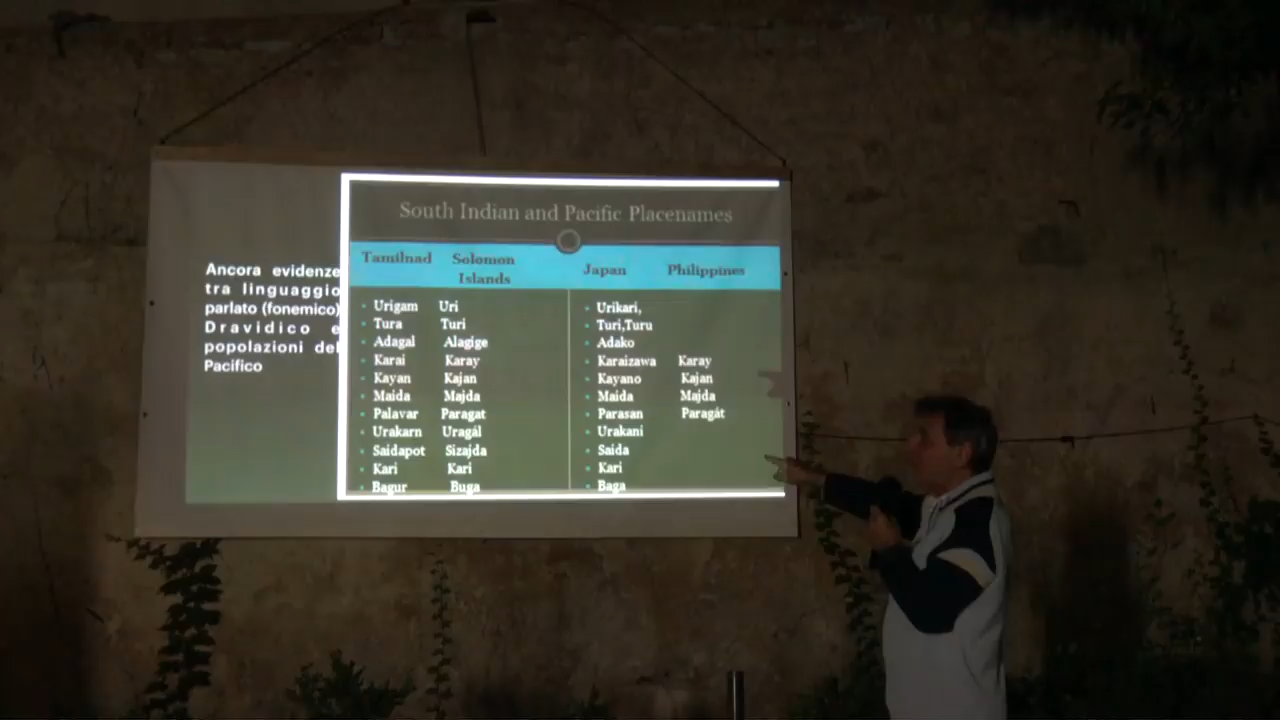 Ancora evidenze
tra linguaggio
parlato (fonemico)
Dravidico e
popolazioni del
Pacifico
South Indian and Pacific Placenames
Tamilnad Solomon Islands Japan Philippines
Urigam Uri Urikari,
Tura Turi Turi,Turu
Adagal Alagige Adako
Karai Karay Karaizawa Karay
Kayan Kajan Kayano Kajan
Maida Majda Maida Majda
Palavar Paragat Parasan Paragát
Urakarn Uragál Urakani
Saidapot Sizajda Saida
Kari Kari Kari
Bagur Buga Baga